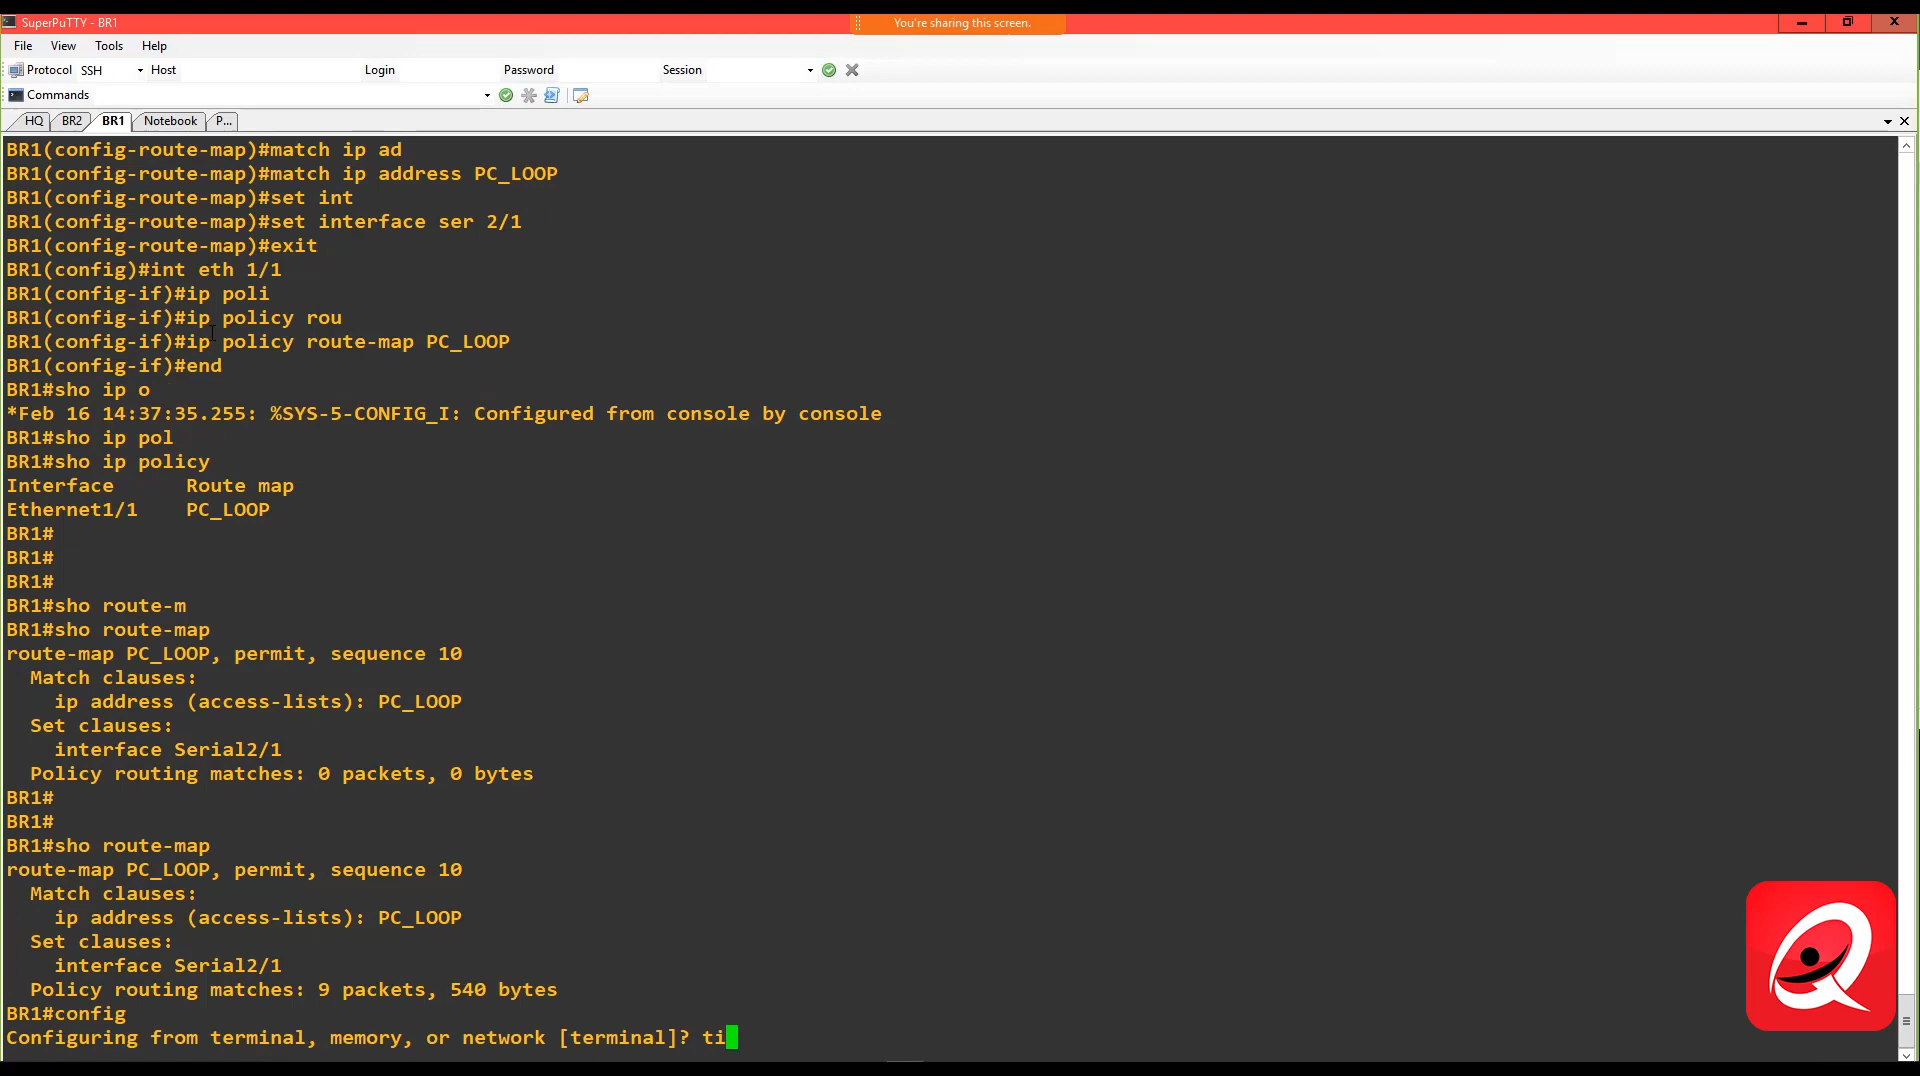 SuperPuTTY - BR1
You're sharing this screen.
File View Tools Help
Protocol SSH Host Login Password Session
Commands
HQ BR2 BR1 Notebook P...
BR1(config-route-map)#match ip ad
BR1(config-route-map)#match ip address PC_LOOP
BR1(config-route-map)#set int
BR1(config-route-map)#set interface ser 2/1
BR1(config-route-map)#exit
BR1(config)#int eth 1/1
BR1(config-if)#ip poli
BR1(config-if)#ip policy rou
BR1(config-if)#ip policy route-map PC_LOOP
BR1(config-if)#end
BR1#sho ip o
*Feb 16 14:37:35.255: %SYS-5-CONFIG_I: Configured from console by console
BR1#sho ip pol
BR1#sho ip policy
Interface      Route map
Ethernet1/1    PC_LOOP
BR1#
BR1#
BR1#
BR1#sho route-m
BR1#sho route-map
route-map PC_LOOP, permit, sequence 10
  Match clauses:
    ip address (access-lists): PC_LOOP
  Set clauses:
    interface Serial2/1
  Policy routing matches: 0 packets, 0 bytes
BR1#
BR1#
BR1#sho route-map
route-map PC_LOOP, permit, sequence 10
  Match clauses:
    ip address (access-lists): PC_LOOP
  Set clauses:
    interface Serial2/1
  Policy routing matches: 9 packets, 540 bytes
BR1#config
Configuring from terminal, memory, or network [terminal]? ti